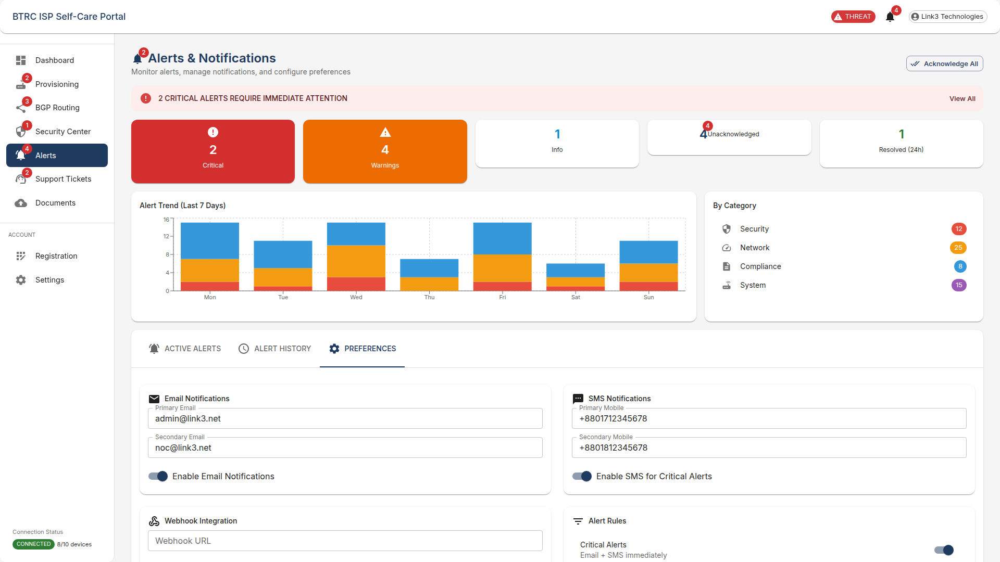 BTRC ISP Self-Care Portal
THREAT
4
Link3 Technologies
Dashboard
2
Provisioning
3
BGP Routing
1
Security Center
4
Alerts
2
Support Tickets
Documents
ACCOUNT
Registration
Settings
Connection Status
CONNECTED 8/10 devices
2
Alerts & Notifications
Monitor alerts, manage notifications, and configure preferences
Acknowledge All
2 CRITICAL ALERTS REQUIRE IMMEDIATE ATTENTION
View All
2
Critical
4
Warnings
1
Info
4
4 Unacknowledged
1
Resolved (24h)
Alert Trend (Last 7 Days)
16
12
8
4
0
Mon Tue Wed Thu Fri Sat Sun
By Category
Security 12
Network 25
Compliance 8
System 15
ACTIVE ALERTS ALERT HISTORY PREFERENCES
Email Notifications
Primary Email
admin@link3.net
Secondary Email
noc@link3.net
Enable Email Notifications
SMS Notifications
Primary Mobile
+8801712345678
Secondary Mobile
+8801812345678
Enable SMS for Critical Alerts
Webhook Integration
Webhook URL
Alert Rules
Critical Alerts
Email + SMS immediately